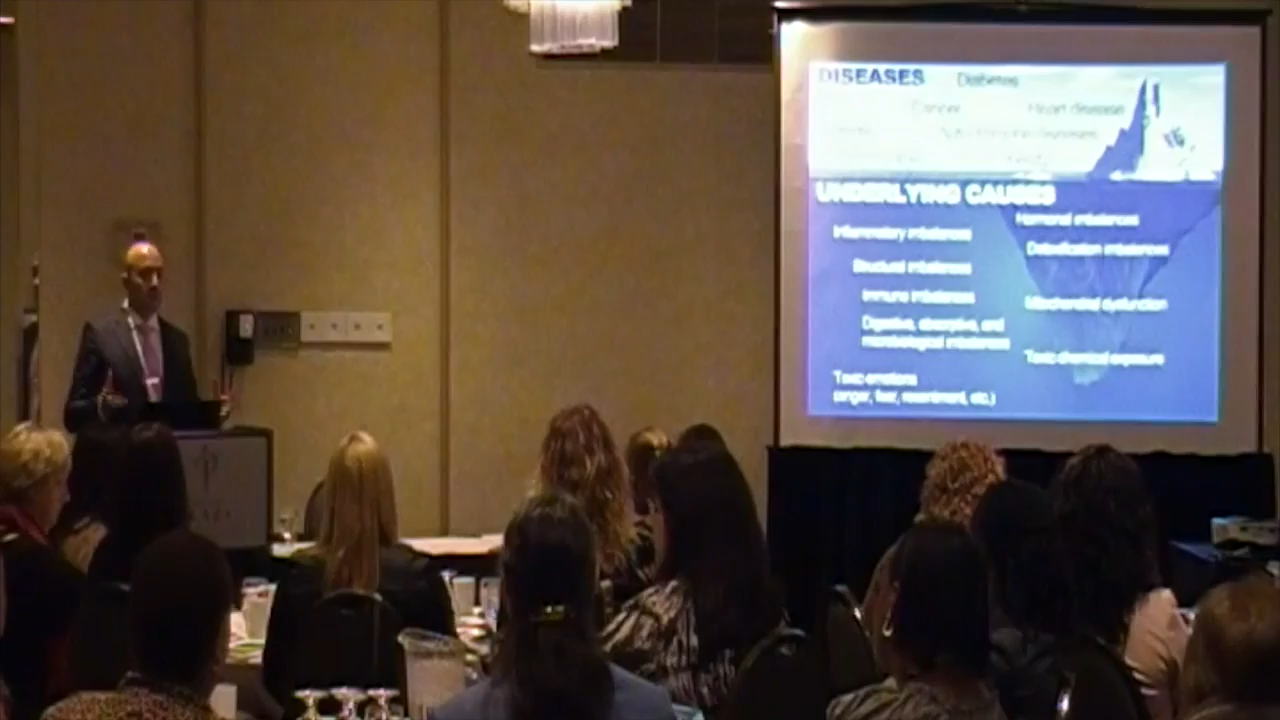 DISEASES Diabetes
Cancer Heart disease
UNDERLYING CAUSES
Hormonal imbalances
Inflammatory imbalances
Detoxification imbalances
Structural imbalances
Immune imbalances
Mitochondrial dysfunction
Digestive, absorptive, and
microbiological imbalances
Toxic chemical exposure
Toxic emotions
(anger, fear, resentment, etc.)